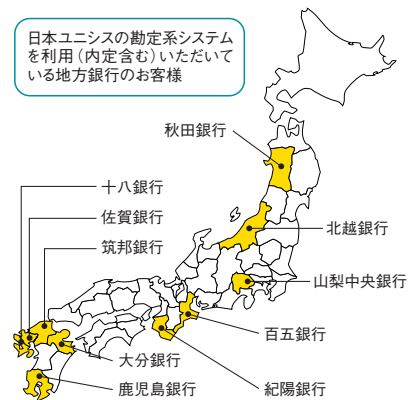 日本ユニシスの勘定系システム
を利用（内定含む）いただいて
いる地方銀行のお客様
秋田銀行
十八銀行
佐賀銀行
筑邦銀行
北越銀行
山梨中央銀行
百五銀行
大分銀行
鹿児島銀行
紀陽銀行